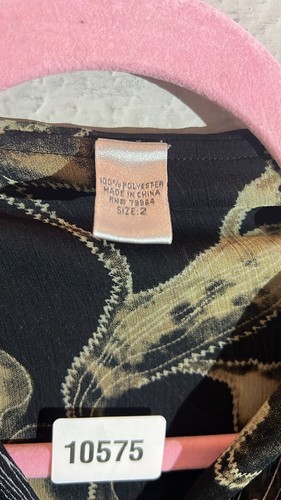 100% POLYESTER
MADE IN CHINA
RN# 79984
SIZE: 2
10575